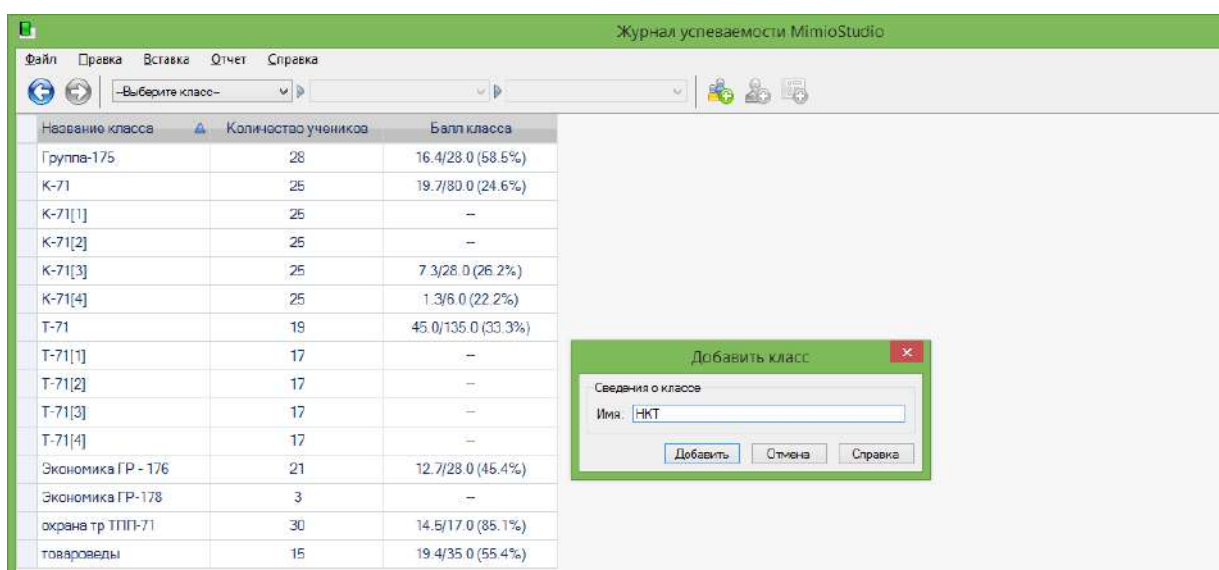 Журнал успеваемости MimioStudio
Файл Правка Вставка Отчет Справка
--Выберите класс--
Название класса Количество учеников Балл класса
Группа-175 28 16.4/28.0 (58.5%)
К-71 25 19.7/80.0 (24.6%)
К-71[1] 25 --
К-71[2] 25 --
К-71[3] 25 7.3/28.0 (26.2%)
К-71[4] 25 1.3/6.0 (22.2%)
Т-71 19 45.0/135.0 (33.3%)
Т-71[1] 17 --
Т-71[2] 17 --
Т-71[3] 17 --
Т-71[4] 17 --
Экономика ГР - 176 21 12.7/28.0 (45.4%)
Экономика ГР-178 3 --
охрана тр ТПП-71 30 14.5/17.0 (85.1%)
товароведы 15 19.4/35.0 (55.4%)
Добавить класс
Сведения о классе
Имя: НКТ
Добавить Отмена Справка